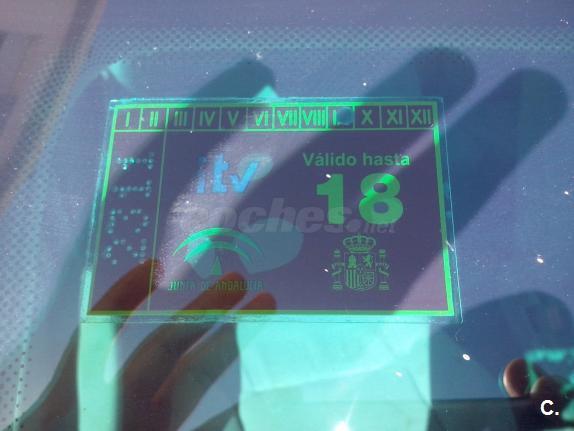 I II III IV V VI VII VIII X XI XII
itv
Válido hasta
18
coches.net
JUNTA DE ANDALUCIA
C.